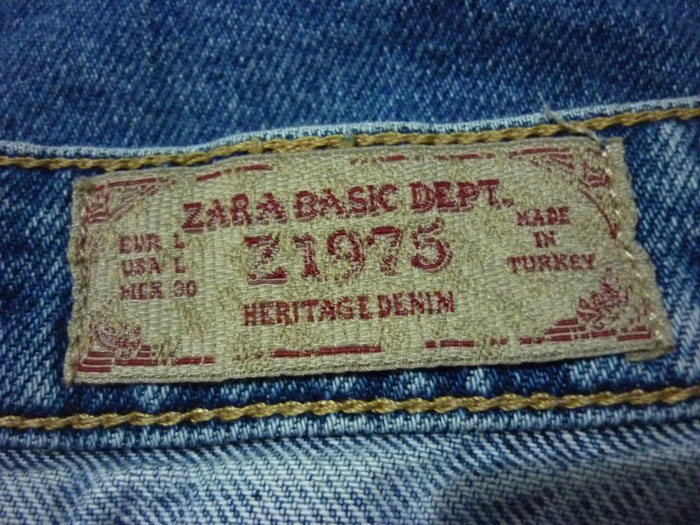 ZARA BASIC DEPT.
EUR L
USA L
MEX 30
Z1975
MADE
IN
TURKEY
HERITAGE DENIM